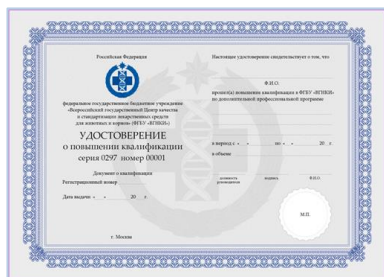 Российская Федерация
федеральное государственное бюджетное учреждение
«Всероссийский государственный Центр качества
и стандартизации лекарственных средств
для животных и кормов» (ФГБУ «ВГНКИ»)
УДОСТОВЕРЕНИЕ
о повышении квалификации
серия 0297 номер 00001
Документ о квалификации
Регистрационный номер
Дата выдачи « » 20 г.
г. Москва
Настоящее удостоверение свидетельствует о том, что
Ф.И.О.
прошел(а) повышение квалификации в ФГБУ «ВГНКИ»
по дополнительной профессиональной программе
в период с « » по « » 20 г.
в объеме
должность подпись Ф.И.О.
руководителя
М.П.